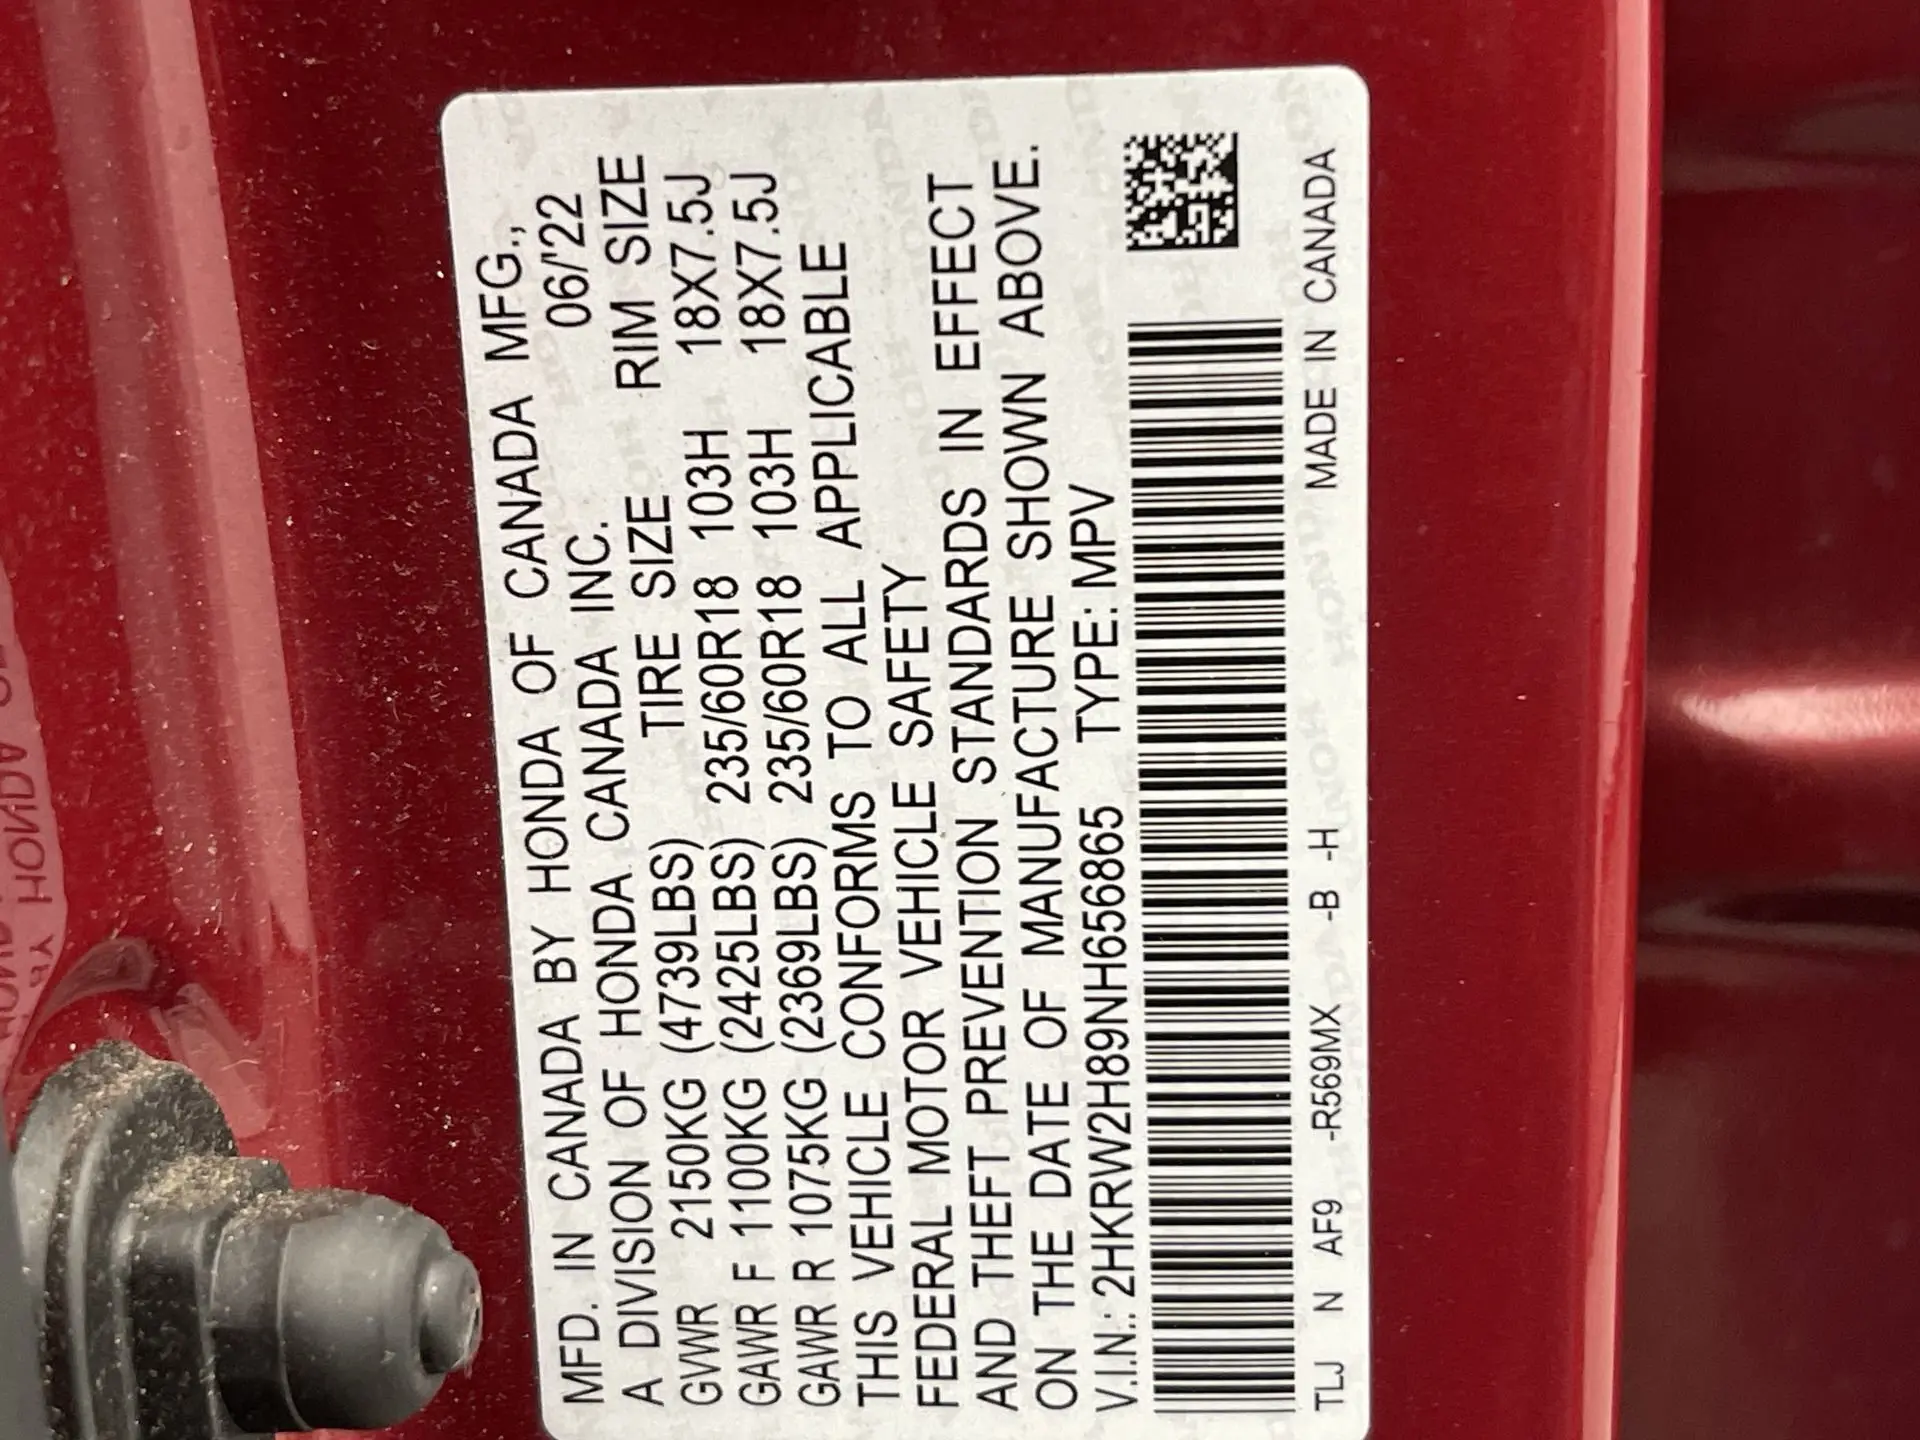 MFD. IN CANADA BY HONDA OF CANADA MFG.,
A DIVISION OF HONDA CANADA INC. 06/'22
TIRE SIZE RIM SIZE
GVWR 2150KG (4739LBS)
GAWR F 1100KG (2425LBS) 235/60R18 103H 18X7.5J
GAWR R 1075KG (2369LBS) 235/60R18 103H 18X7.5J
THIS VEHICLE CONFORMS TO ALL APPLICABLE
FEDERAL MOTOR VEHICLE SAFETY
AND THEFT PREVENTION STANDARDS IN EFFECT
ON THE DATE OF MANUFACTURE SHOWN ABOVE.
V.I.N.: 2HKRW2H89NH656865 TYPE: MPV
TLJ N AF9 -R569MX -B -H MADE IN CANADA